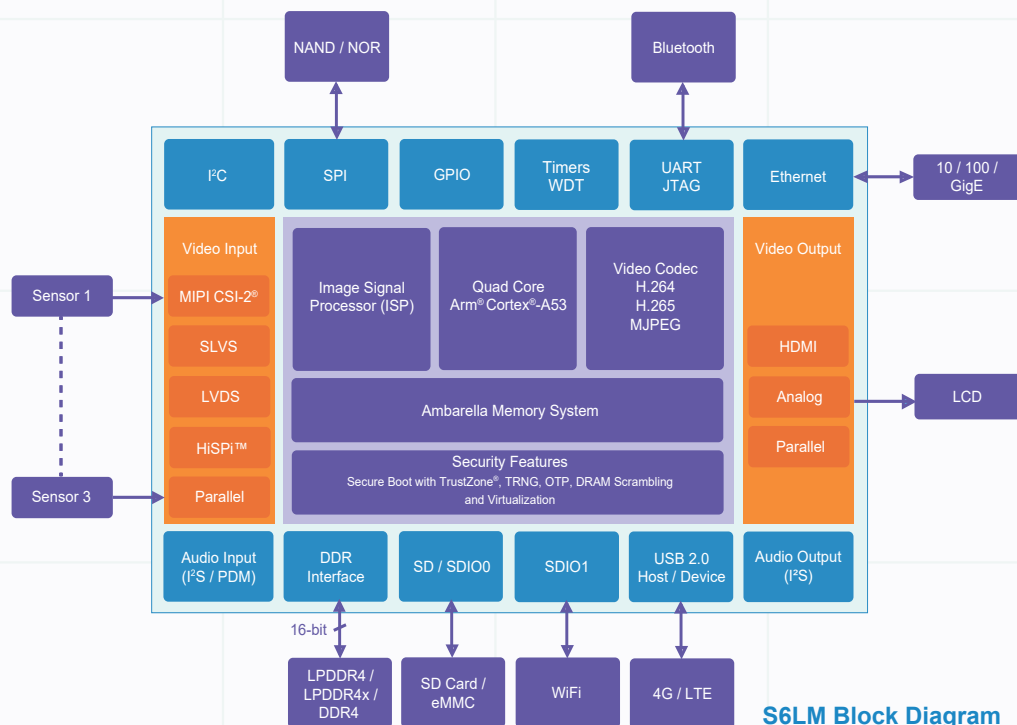 NAND / NOR
Bluetooth
I²C
SPI
GPIO
Timers
WDT
UART
JTAG
Ethernet
10 / 100 /
GigE
Video Input
MIPI CSI-2®
SLVS
LVDS
HiSPi™
Parallel
Sensor 1
Sensor 3
Image Signal
Processor (ISP)
Quad Core
Arm® Cortex®-A53
Video Codec
H.264
H.265
MJPEG
Ambarella Memory System
Security Features
Secure Boot with TrustZone®, TRNG, OTP, DRAM Scrambling
and Virtualization
Video Output
HDMI
Analog
Parallel
LCD
Audio Input
(I²S / PDM)
DDR
Interface
SD / SDIO0
SDIO1
USB 2.0
Host / Device
Audio Output
(I²S)
16-bit
LPDDR4 /
LPDDR4x /
DDR4
SD Card /
eMMC
WiFi
4G / LTE
S6LM Block Diagram